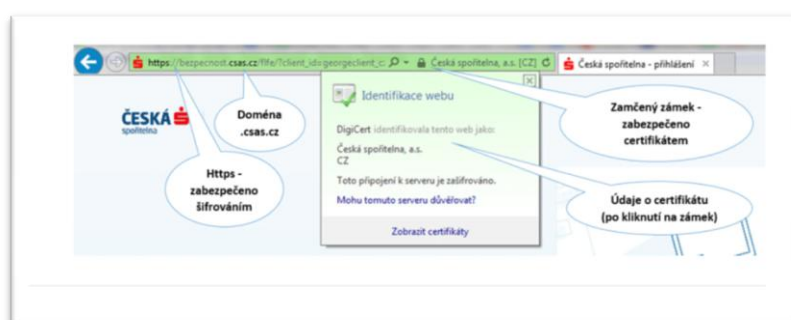 https://bezpecnost.csas.cz/flfe/?client_id=georgeclient_c
Česká spořitelna, a.s. [CZ]
Česká spořitelna - přihlášení
Identifikace webu
ČESKÁ
spořitelna
Doména
.csas.cz
DigiCert identifikovala tento web jako:
Česká spořitelna, a.s.
CZ
Zamčený zámek -
zabezpečeno
certifikátem
Https -
zabezpečeno
šifrováním
Toto připojení k serveru je zašifrováno.
Mohu tomuto serveru důvěřovat?
Údaje o certifikátu
(po kliknutí na zámek)
Zobrazit certifikáty